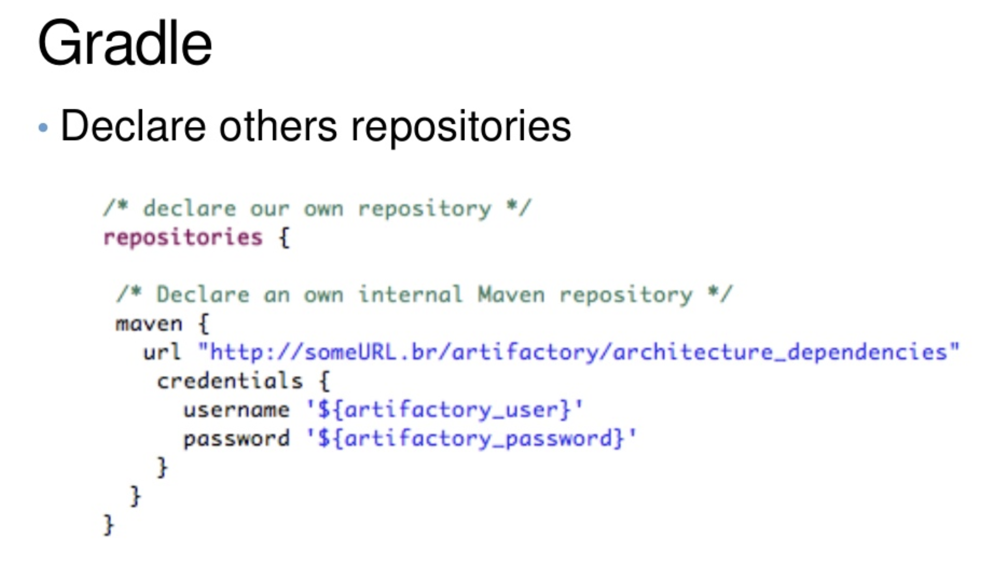 Gradle
• Declare others repositories
/* declare our own repository */
repositories {
/* Declare an own internal Maven repository */
maven {
url "http://someURL.br/artifactory/architecture_dependencies"
credentials {
username '${artifactory_user}'
password '${artifactory_password}'
}
}
}